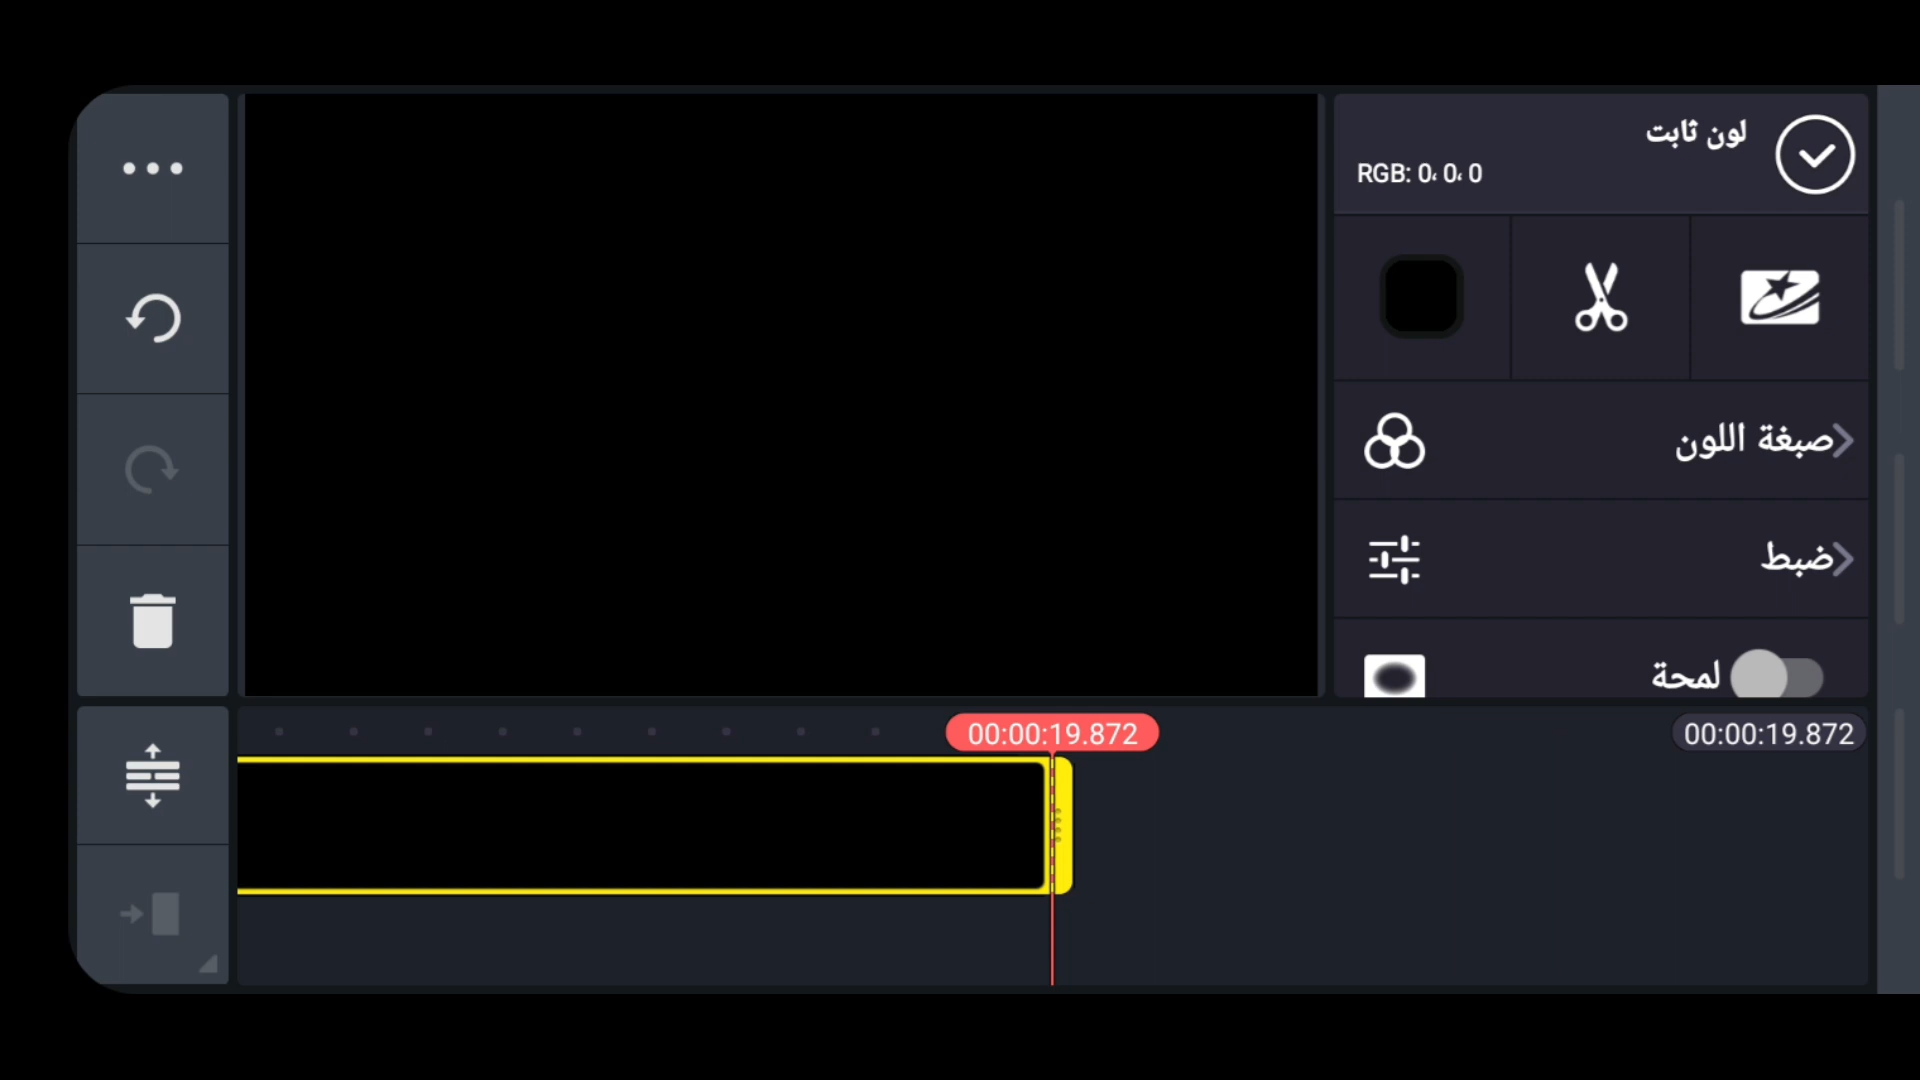 لون ثابت
RGB: 0، 0، 0
صبغة اللون
ضبط
لمحة
00:00:19.872
00:00:19.872